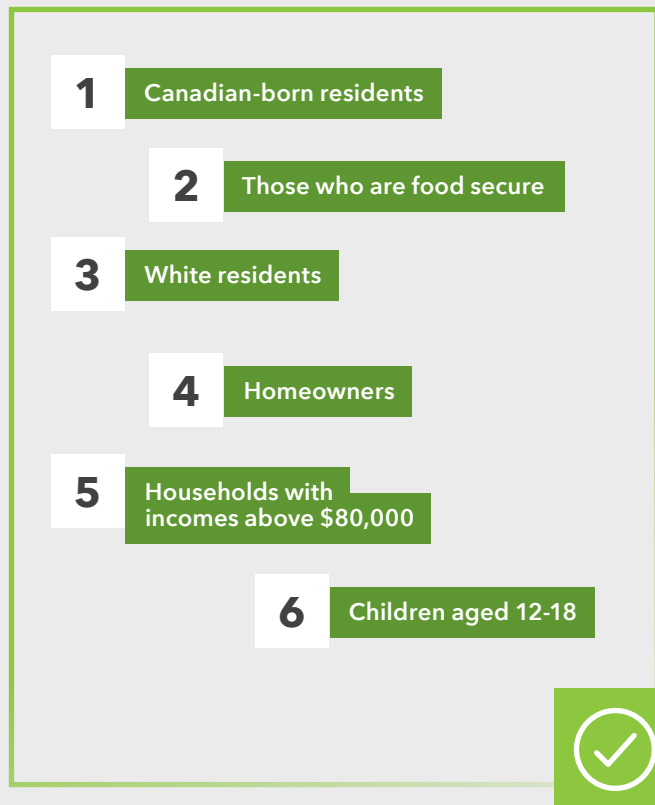 1
Canadian-born residents
2
Those who are food secure
3
White residents
4
Homeowners
5
Households with
incomes above $80,000
6
Children aged 12-18